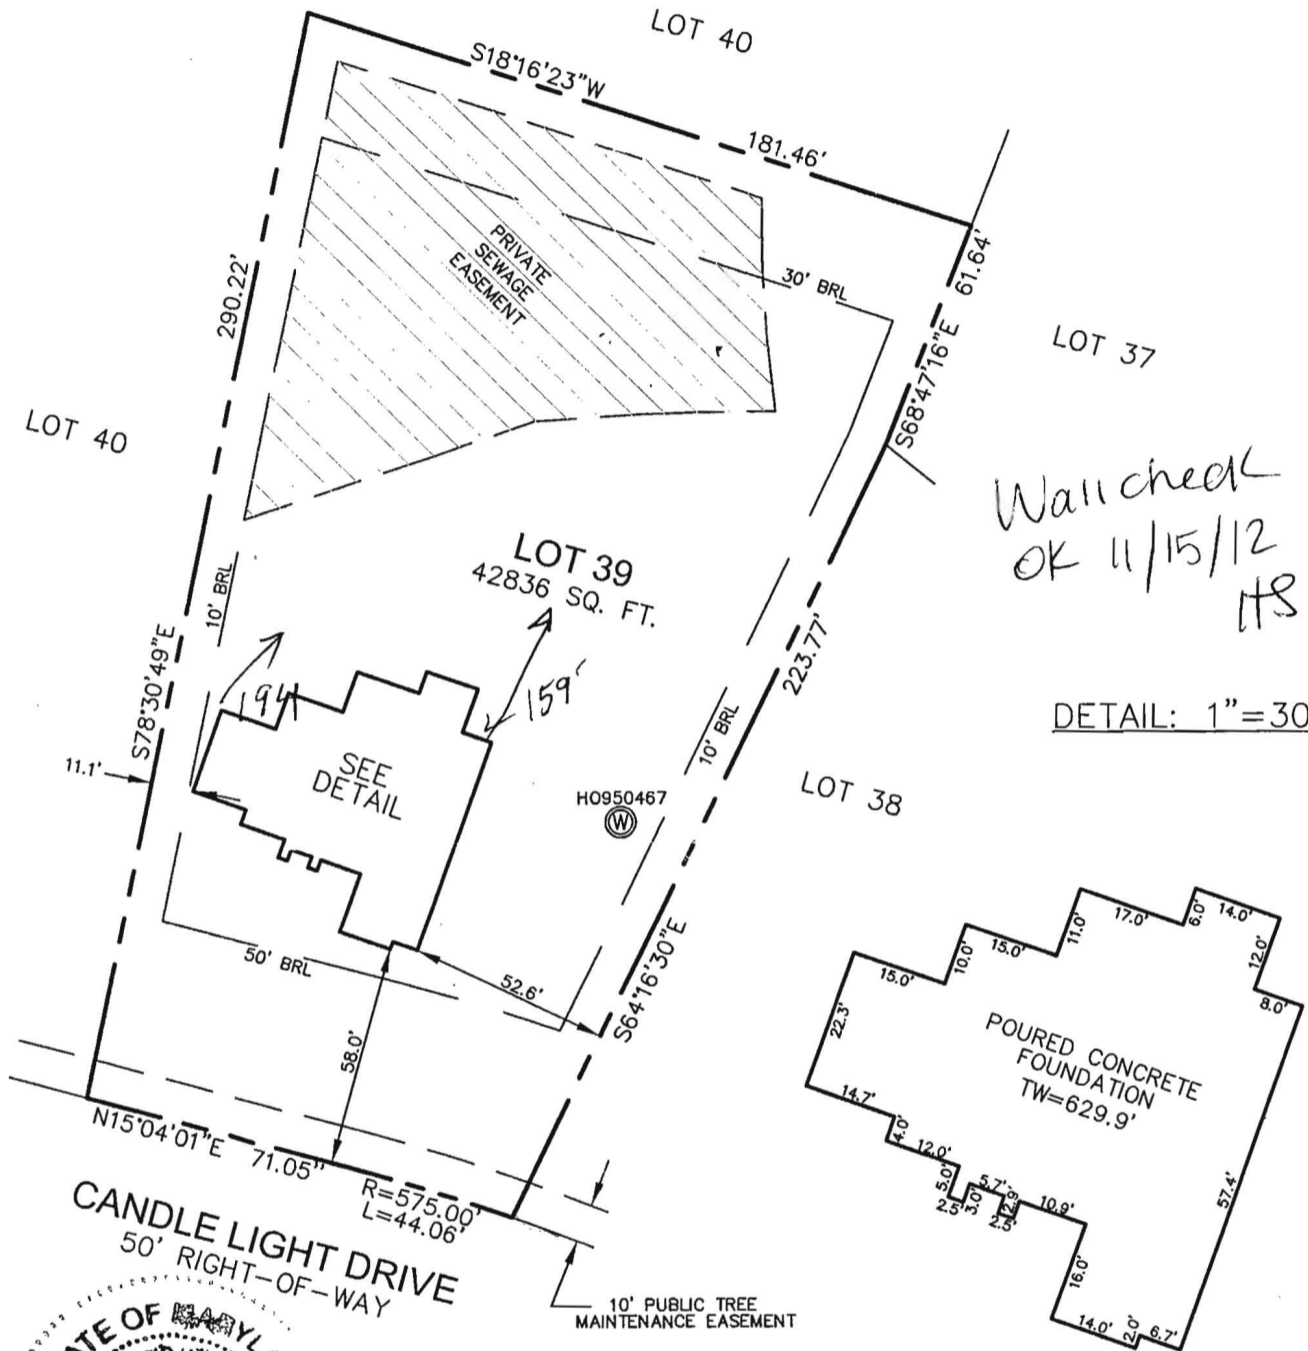 LOT 40
S18°16'23"W
181.46'
61.64'
S68°47'16"E
LOT 37
PRIVATE
SEWAGE
EASEMENT
30' BRL
290.22'
LOT 40
Wall check
OK 11/15/12
HS
LOT 39
42836 SQ. FT.
10' BRL
S78°30'49"E
194
159'
223.77'
10' BRL
DETAIL: 1"=30
11.1'
SEE
DETAIL
H0950467
W
LOT 38
50' BRL
52.6'
58.0'
S64°16'30"E
N15°04'01"E
71.05"
R=575.00'
L=44.06'
CANDLE LIGHT DRIVE
50' RIGHT-OF-WAY
10' PUBLIC TREE
MAINTENANCE EASEMENT
15.0'
10.0'
15.0'
11.0'
17.0'
6.0'
14.0'
12.0'
8.0'
22.3'
POURED CONCRETE
FOUNDATION
TW=629.9'
14.7'
4.0'
12.0'
5.0'
2.5'
3.0'
5.7'
2.9'
2.5'
10.9'
57.4'
16.0'
14.0'
2.0'
6.7'